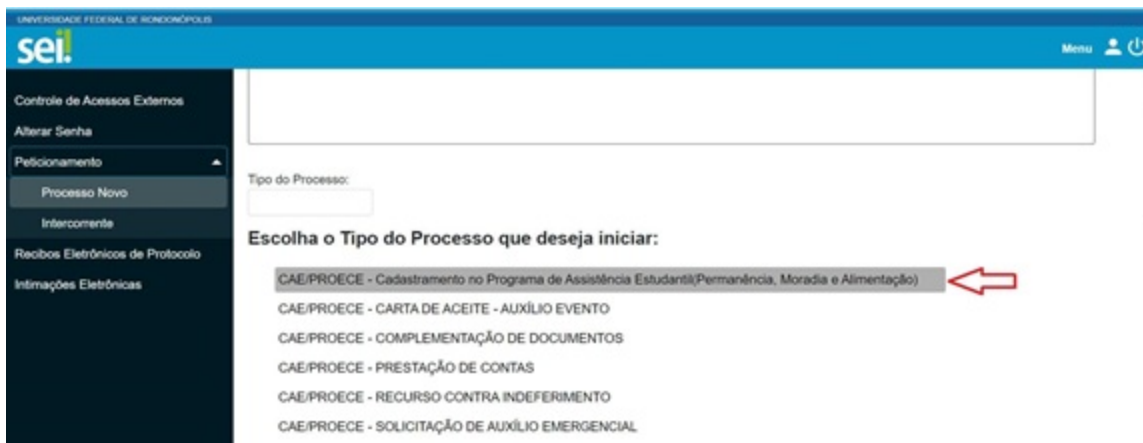 UNIVERSIDADE FEDERAL DE RONDONÓPOLIS
sei!
Menu
Controle de Acessos Externos
Alterar Senha
Peticionamento
Processo Novo
Intercorrente
Recibos Eletrônicos de Protocolo
Intimações Eletrônicas
Tipo do Processo:
Escolha o Tipo do Processo que deseja iniciar:
CAE/PROECE - Cadastramento no Programa de Assistência Estudantil(Permanência, Moradia e Alimentação)
CAE/PROECE - CARTA DE ACEITE - AUXÍLIO EVENTO
CAE/PROECE - COMPLEMENTAÇÃO DE DOCUMENTOS
CAE/PROECE - PRESTAÇÃO DE CONTAS
CAE/PROECE - RECURSO CONTRA INDEFERIMENTO
CAE/PROECE - SOLICITAÇÃO DE AUXÍLIO EMERGENCIAL